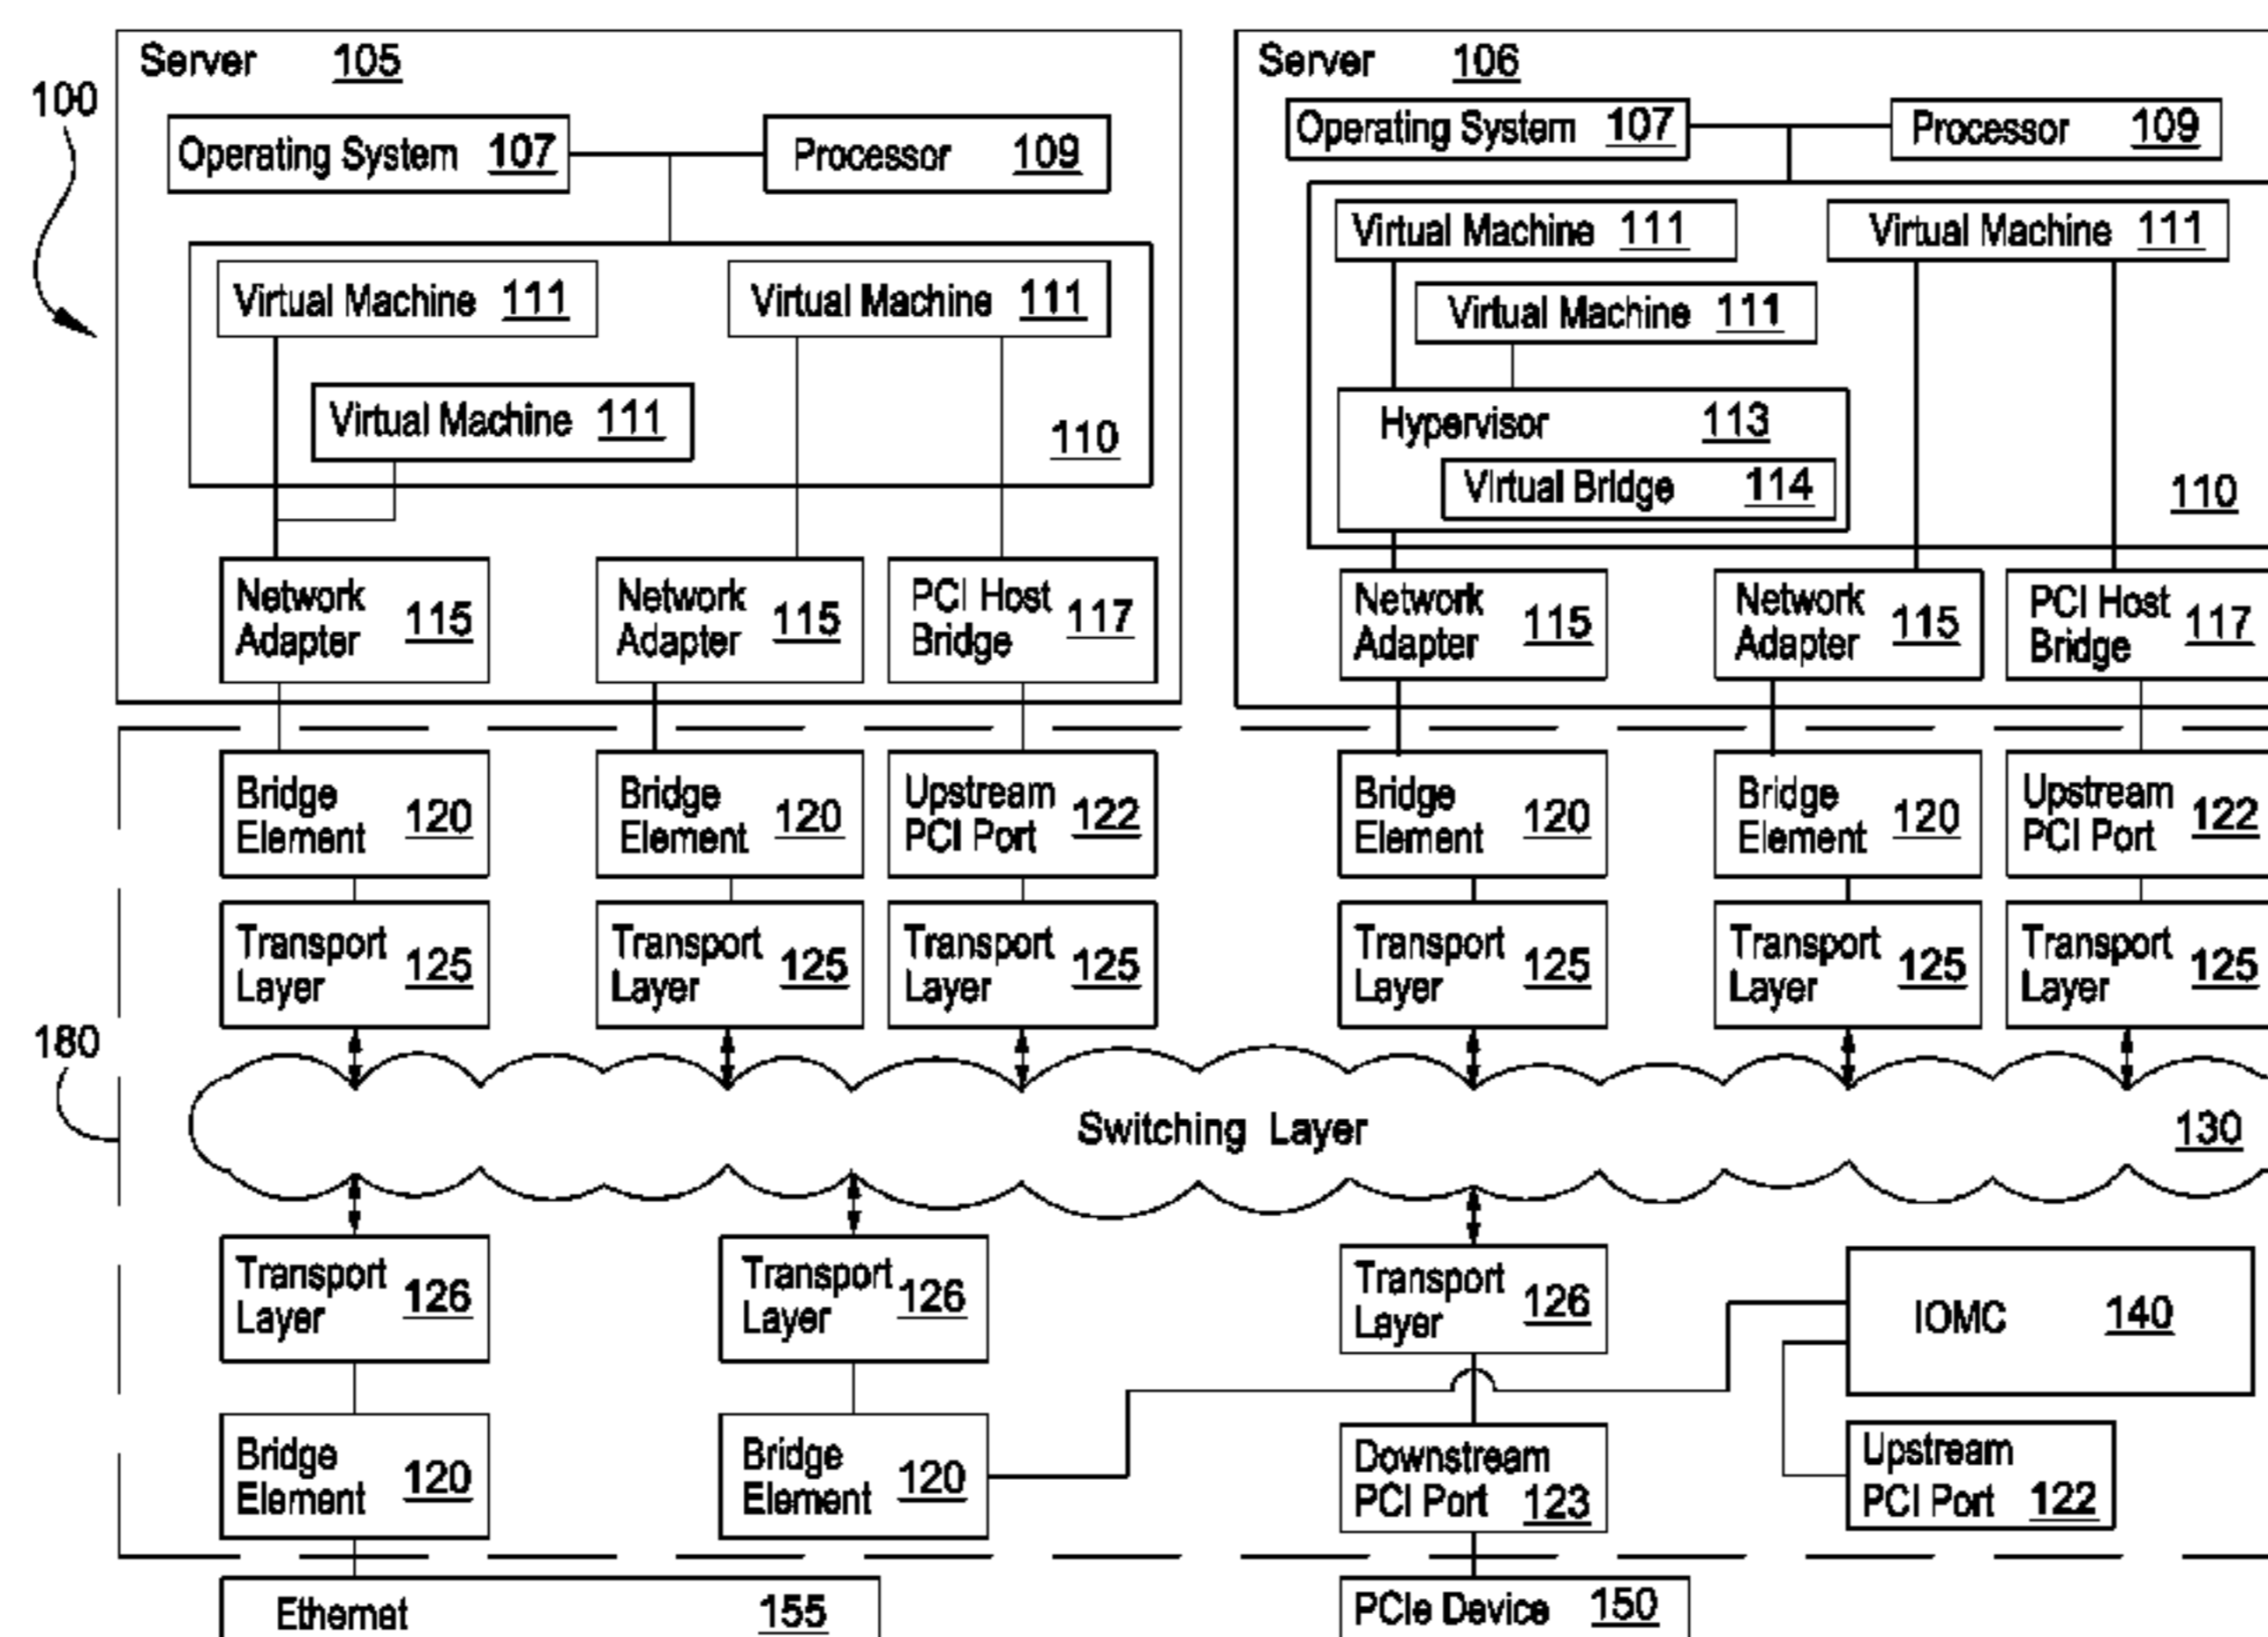 100
Server 105
Operating System 107
Processor 109
Virtual Machine 111
Virtual Machine 111
Virtual Machine 111
110
Network
Adapter 115
Network
Adapter 115
PCI Host
Bridge 117
Server 106
Operating System 107
Processor 109
Virtual Machine 111
Virtual Machine 111
Virtual Machine 111
Hypervisor 113
Virtual Bridge 114
110
Network
Adapter 115
Network
Adapter 115
PCI Host
Bridge 117
180
Bridge
Element 120
Bridge
Element 120
Upstream
PCI Port 122
Bridge
Element 120
Bridge
Element 120
Upstream
PCI Port 122
Transport
Layer 125
Transport
Layer 125
Transport
Layer 125
Transport
Layer 125
Transport
Layer 125
Transport
Layer 125
Switching Layer 130
Transport
Layer 126
Transport
Layer 126
Transport
Layer 126
IOMC 140
Bridge
Element 120
Bridge
Element 120
Downstream
PCI Port 123
Upstream
PCI Port 122
Ethernet 155
PCIe Device 150